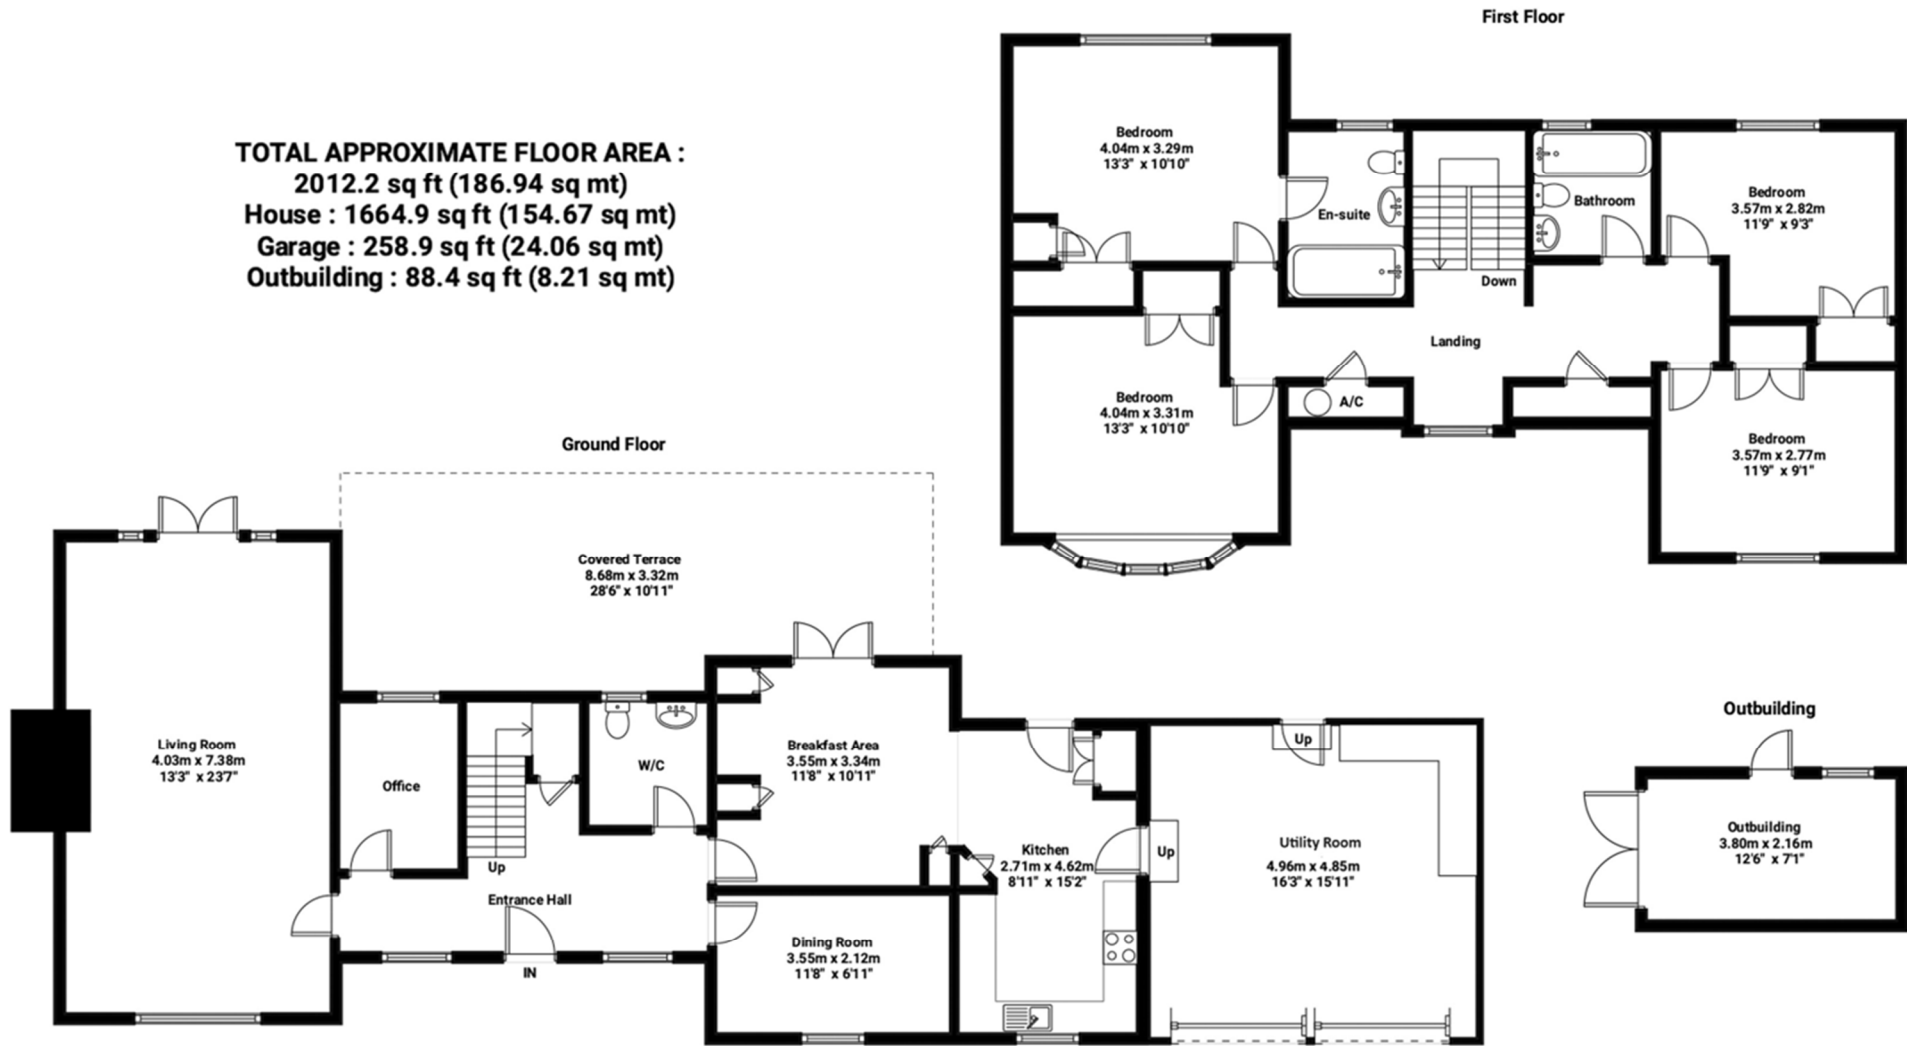 First Floor
TOTAL APPROXIMATE FLOOR AREA :
2012.2 sq ft (186.94 sq mt)
House : 1664.9 sq ft (154.67 sq mt)
Garage : 258.9 sq ft (24.06 sq mt)
Outbuilding : 88.4 sq ft (8.21 sq mt)
Bedroom
4.04m x 3.29m
13'3" x 10'10"
En-suite
Down
Bathroom
Bedroom
3.57m x 2.82m
11'9" x 9'3"
Landing
A/C
Bedroom
4.04m x 3.31m
13'3" x 10'10"
Bedroom
3.57m x 2.77m
11'9" x 9'1"
Ground Floor
Covered Terrace
8.68m x 3.32m
28'6" x 10'11"
Living Room
4.03m x 7.38m
13'3" x 23'7"
Office
Up
W/C
Entrance Hall
IN
Breakfast Area
3.55m x 3.34m
11'8" x 10'11"
Dining Room
3.55m x 2.12m
11'8" x 6'11"
Kitchen
2.71m x 4.62m
8'11" x 15'2"
Up
Up
Utility Room
4.96m x 4.85m
16'3" x 15'11"
Outbuilding
Outbuilding
3.80m x 2.16m
12'6" x 7'1"